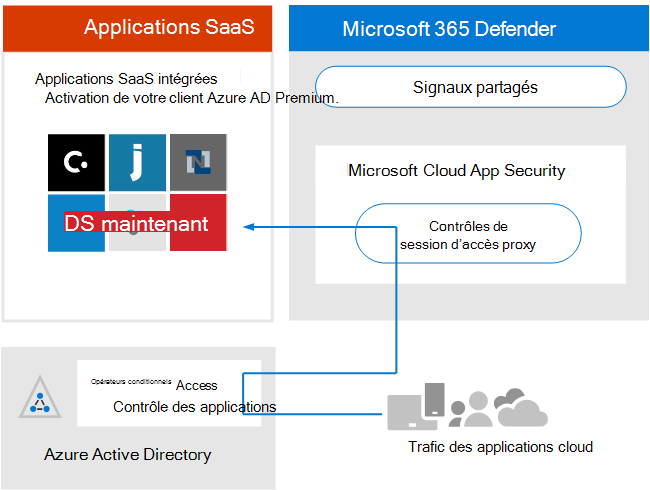 Applications SaaS
Microsoft 365 Defender
Applications SaaS intégrées
Activation de votre client Azure AD Premium.
Signaux partagés
Microsoft Cloud App Security
DS maintenant
Contrôles de
session d'accès proxy
Opérateurs conditionnels Access
Contrôle des applications
Azure Active Directory
Trafic des applications cloud